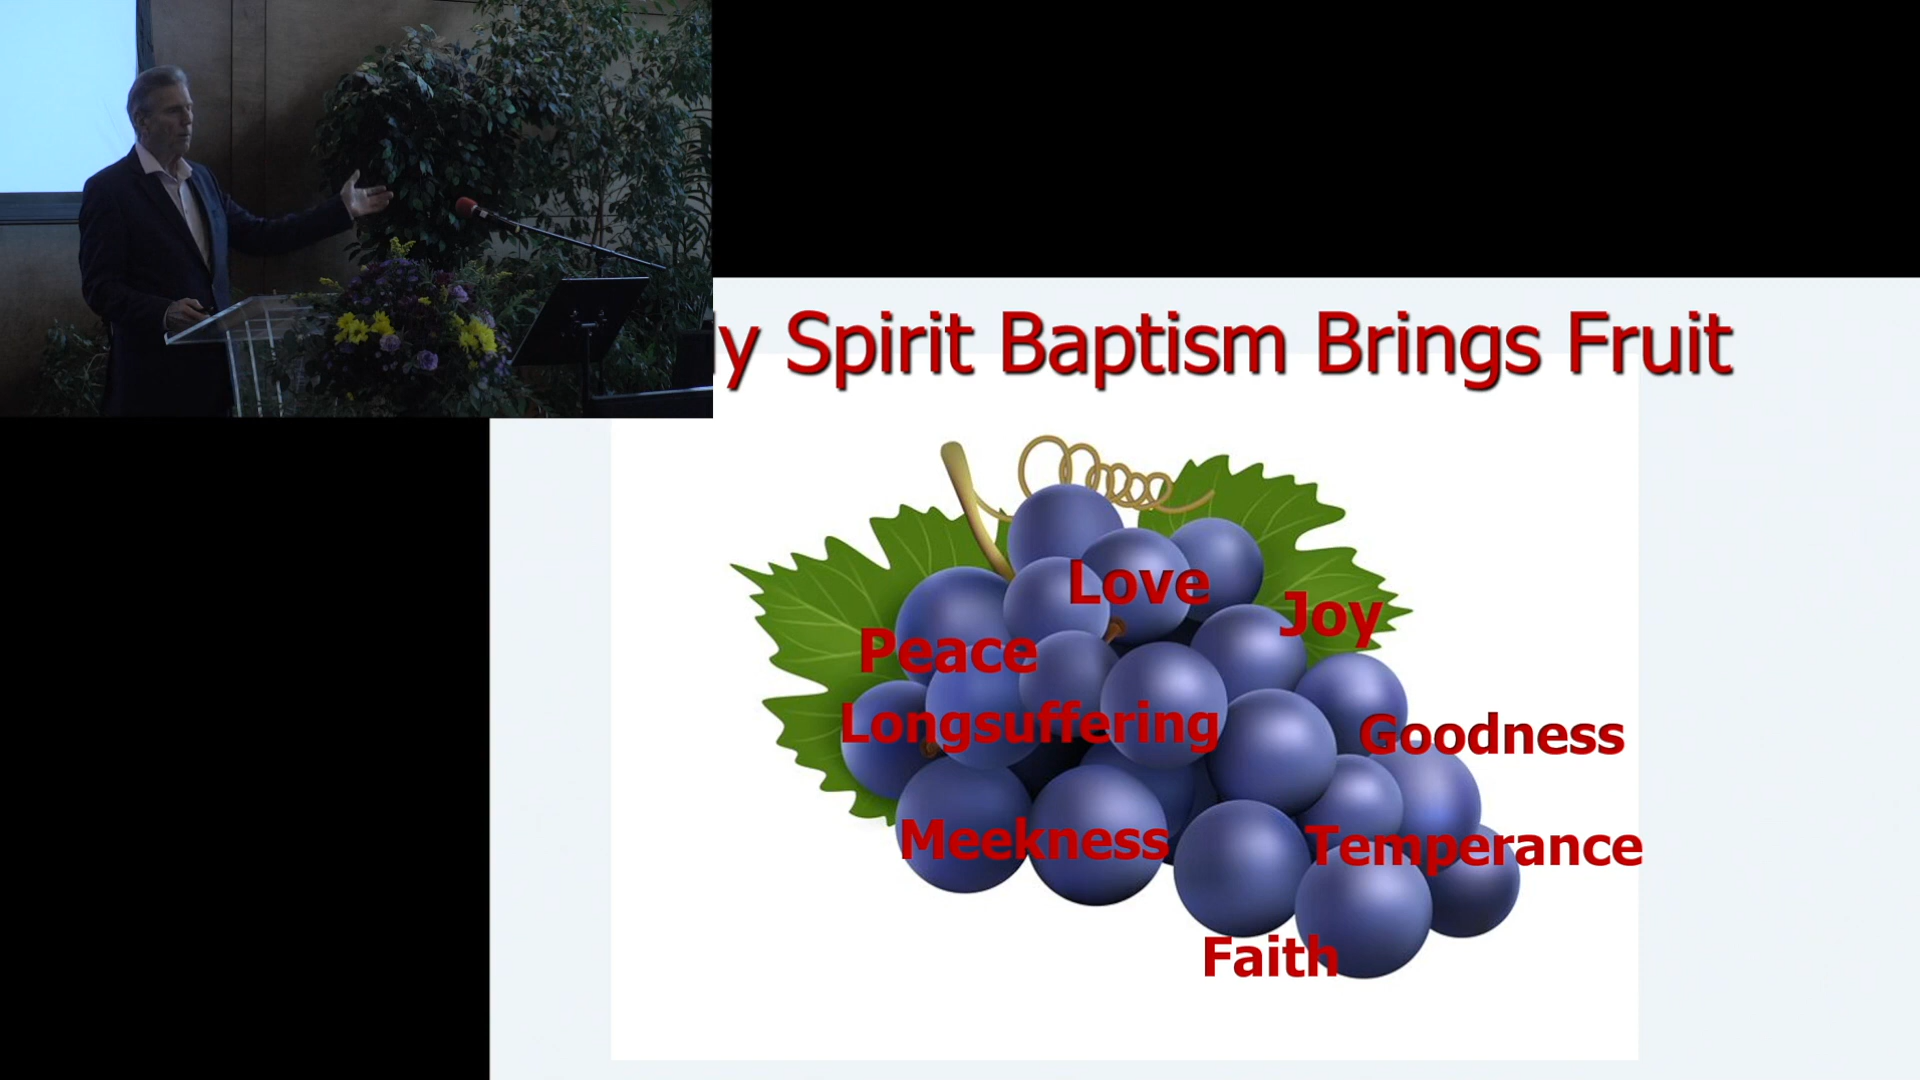 y Spirit Baptism Brings Fruit
Love
Joy
Peace
Longsuffering
Goodness
Meekness
Temperance
Faith